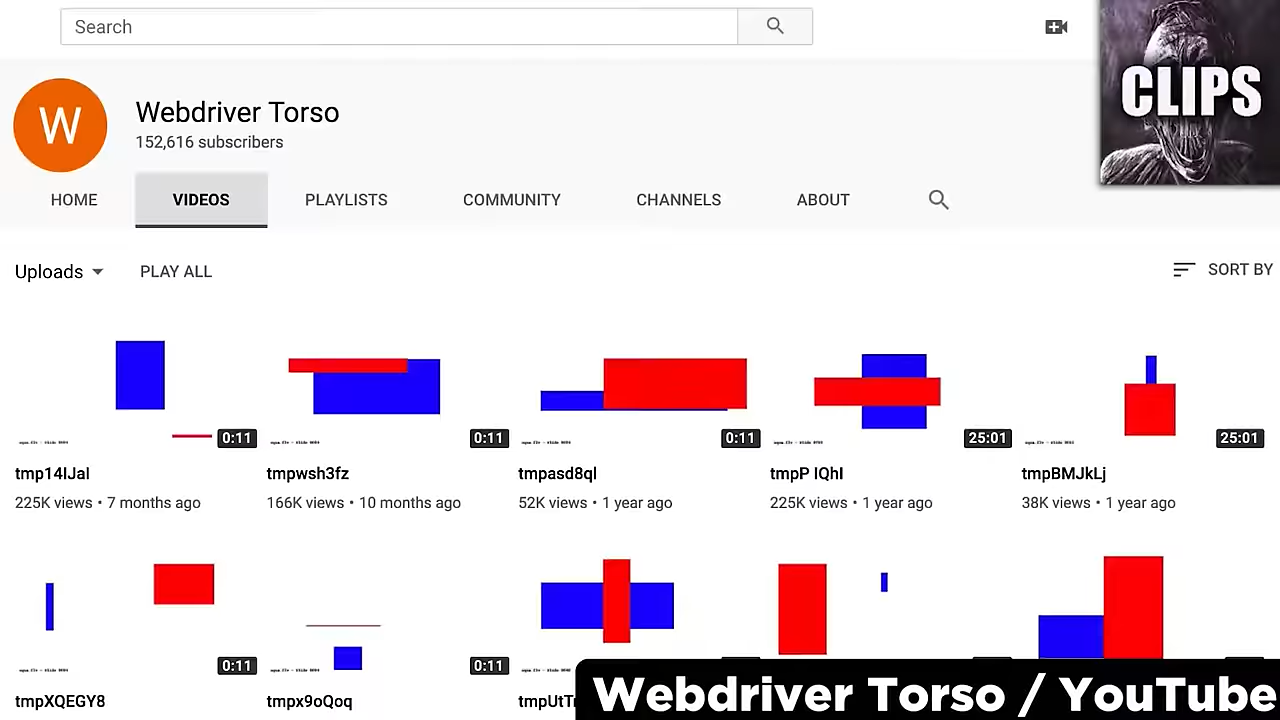 Search
CLIPS
Webdriver Torso
152,616 subscribers
HOME VIDEOS PLAYLISTS COMMUNITY CHANNELS ABOUT
Uploads PLAY ALL SORT BY
0:11 0:11 0:11 25:01 25:01
tmp14lJal tmpwsh3fz tmpasd8ql tmpP lQhl tmpBMJkLj
225K views • 7 months ago 166K views • 10 months ago 52K views • 1 year ago 225K views • 1 year ago 38K views • 1 year ago
0:11 0:11
tmpXQEGY8 tmpx9oQoq
W
Webdriver Torso / YouTube